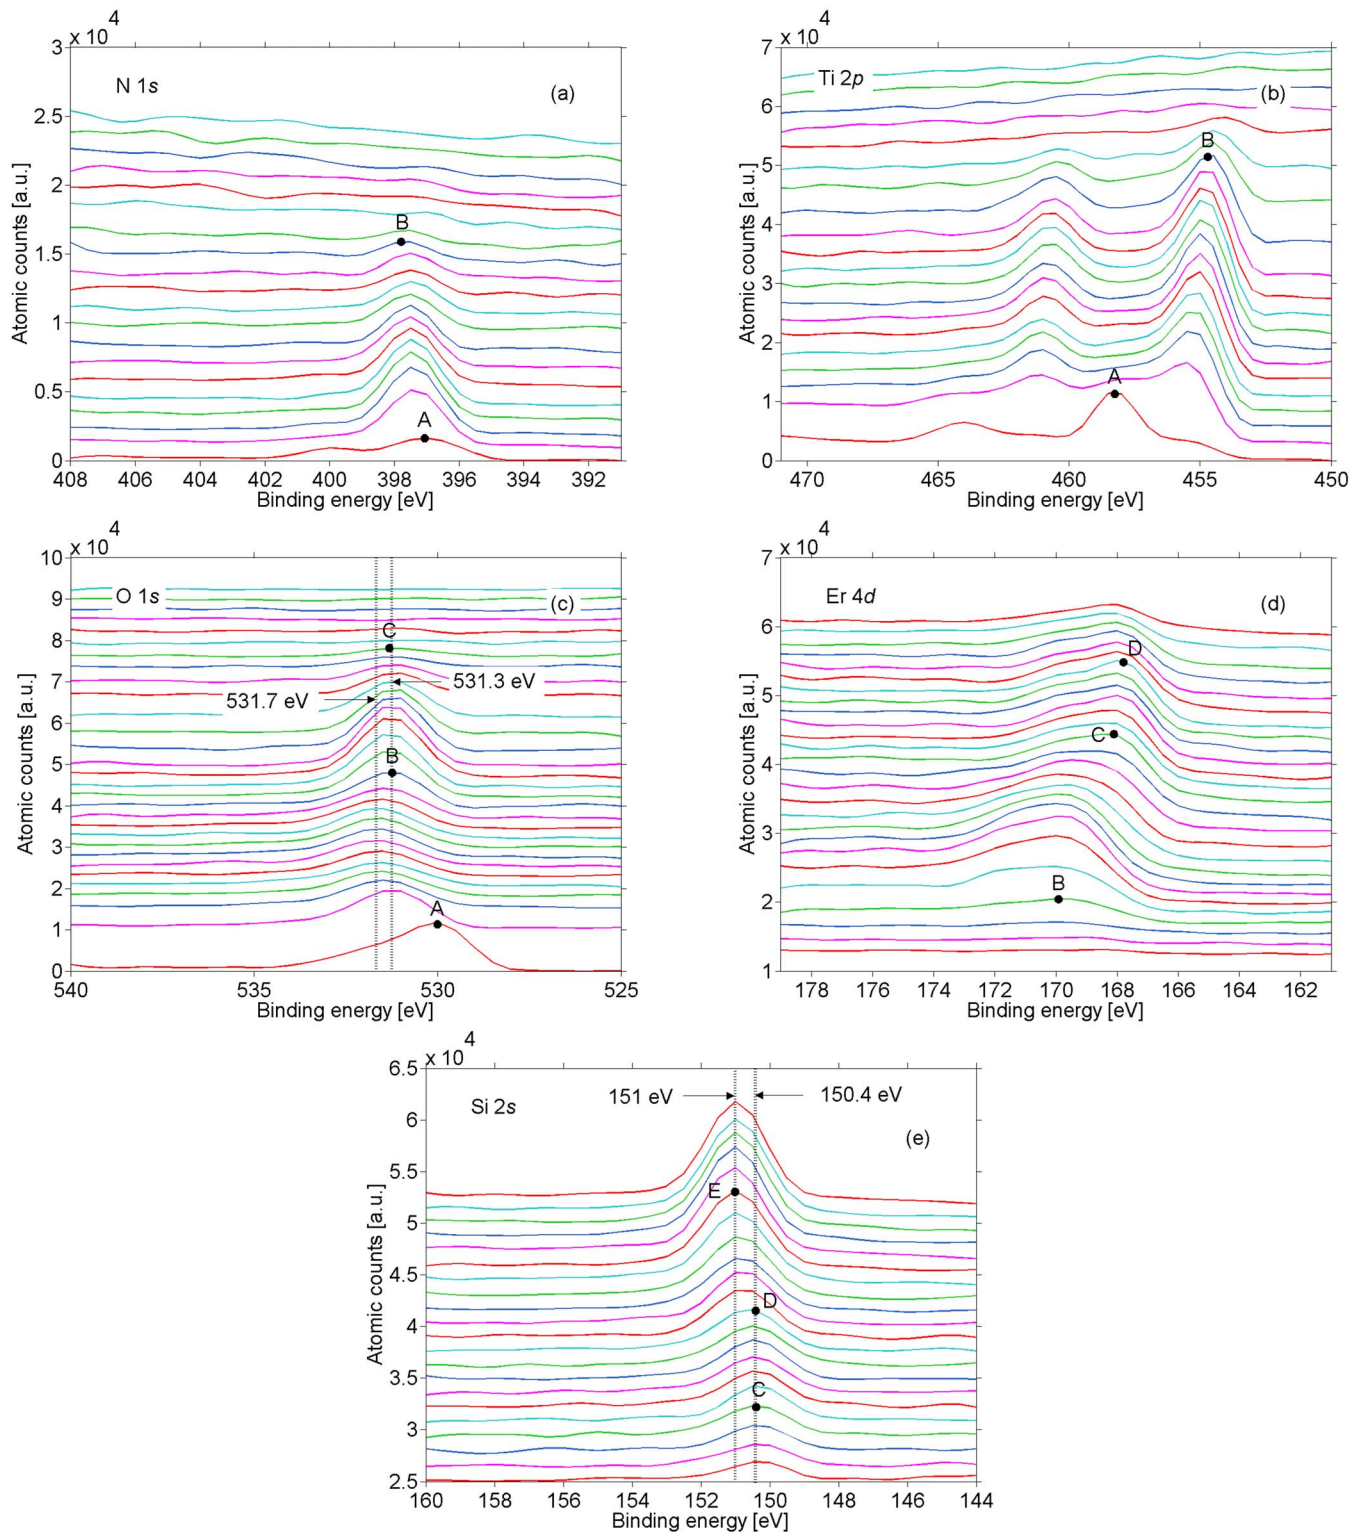 x 10 4
3
2.5
2
1.5
1
0.5
0
N 1s
(a)
B
A
408 406 404 402 400 398 396 394 392
Binding energy [eV]
Atomic counts [a.u.]
x 10 4
7
6
5
4
3
2
1
0
Ti 2p
(b)
B
A
470 465 460 455 450
Binding energy [eV]
Atomic counts [a.u.]
x 10 4
10
9
8
7
6
5
4
3
2
1
0
O 1s
(c)
C
531.3 eV
531.7 eV
B
A
540 535 530 525
Binding energy [eV]
Atomic counts [a.u.]
x 10 4
7
6
5
4
3
2
1
Er 4d
(d)
D
C
B
178 176 174 172 170 168 166 164 162
Binding energy [eV]
Atomic counts [a.u.]
x 10 4
6.5
6
5.5
5
4.5
4
3.5
3
2.5
151 eV 150.4 eV
Si 2s
(e)
E
D
C
160 158 156 154 152 150 148 146 144
Binding energy [eV]
Atomic counts [a.u.]